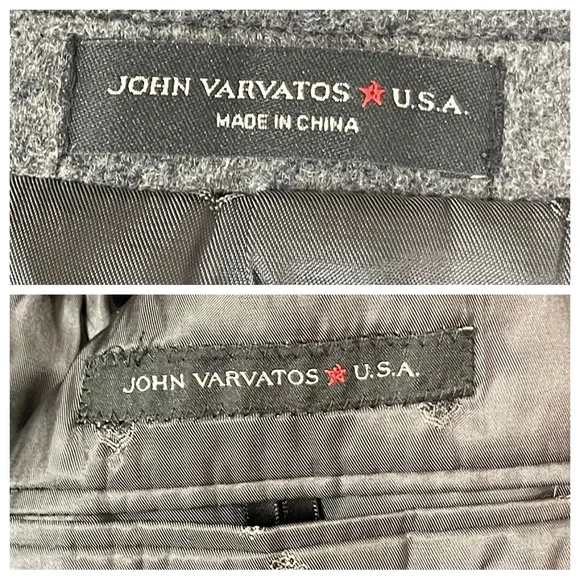 JOHN VARVATOS ★ U.S.A.
MADE IN CHINA
JOHN VARVATOS ★ U.S.A.